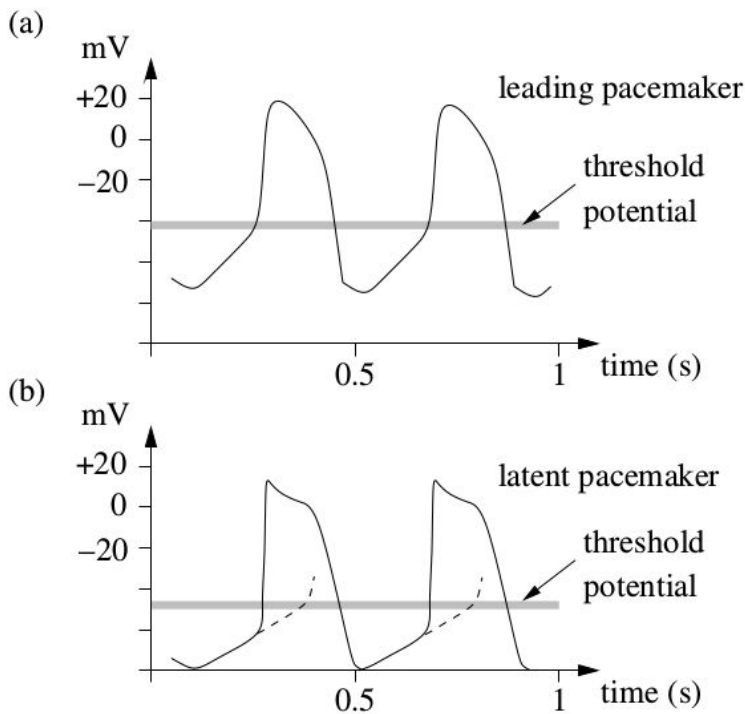 (a)
mV
+20
leading pacemaker
0
threshold
−20
potential
0.5
1
time (s)
(b)
mV
+20
latent pacemaker
0
−20
threshold
potential
0.5
1
time (s)